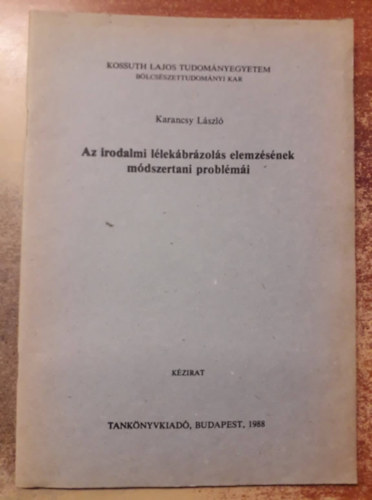 KOSSUTH LAJOS TUDOMÁNYEGYETEM
BÖLCSÉSZETTUDOMÁNYI KAR
Karancsy László
Az irodalmi lélekábrázolás elemzésének
módszertani problémái
KÉZIRAT
TANKÖNYVKIADÓ, BUDAPEST, 1988